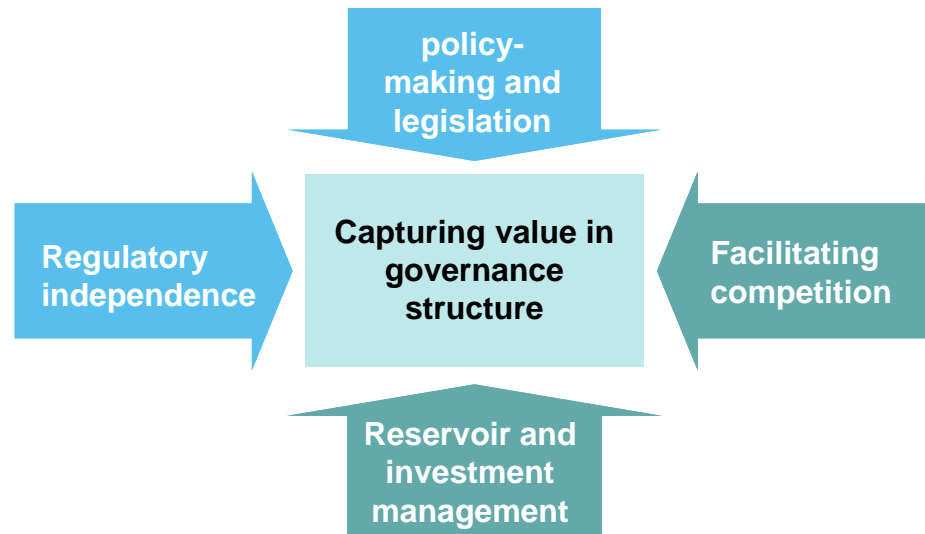 policy-
making and
legislation
Regulatory
independence
Capturing value in
governance
structure
Facilitating
competition
Reservoir and
investment
management